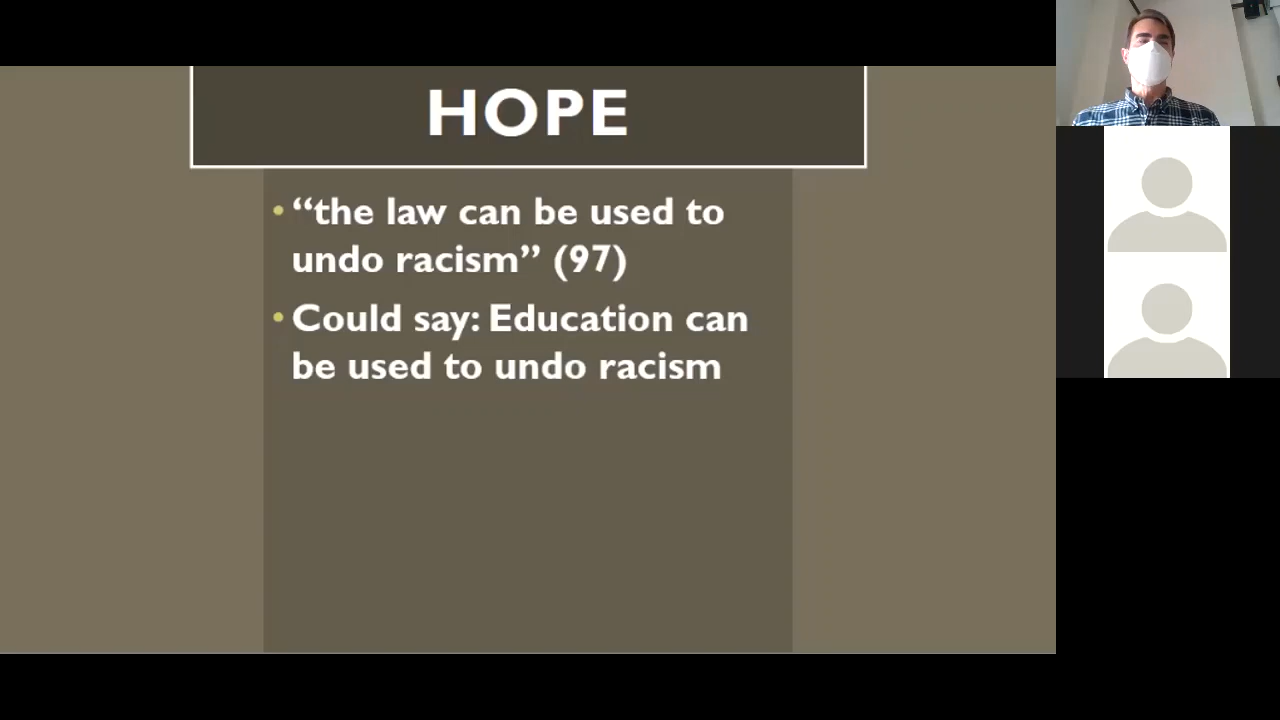 HOPE
• “the law can be used to
undo racism” (97)
• Could say: Education can
be used to undo racism